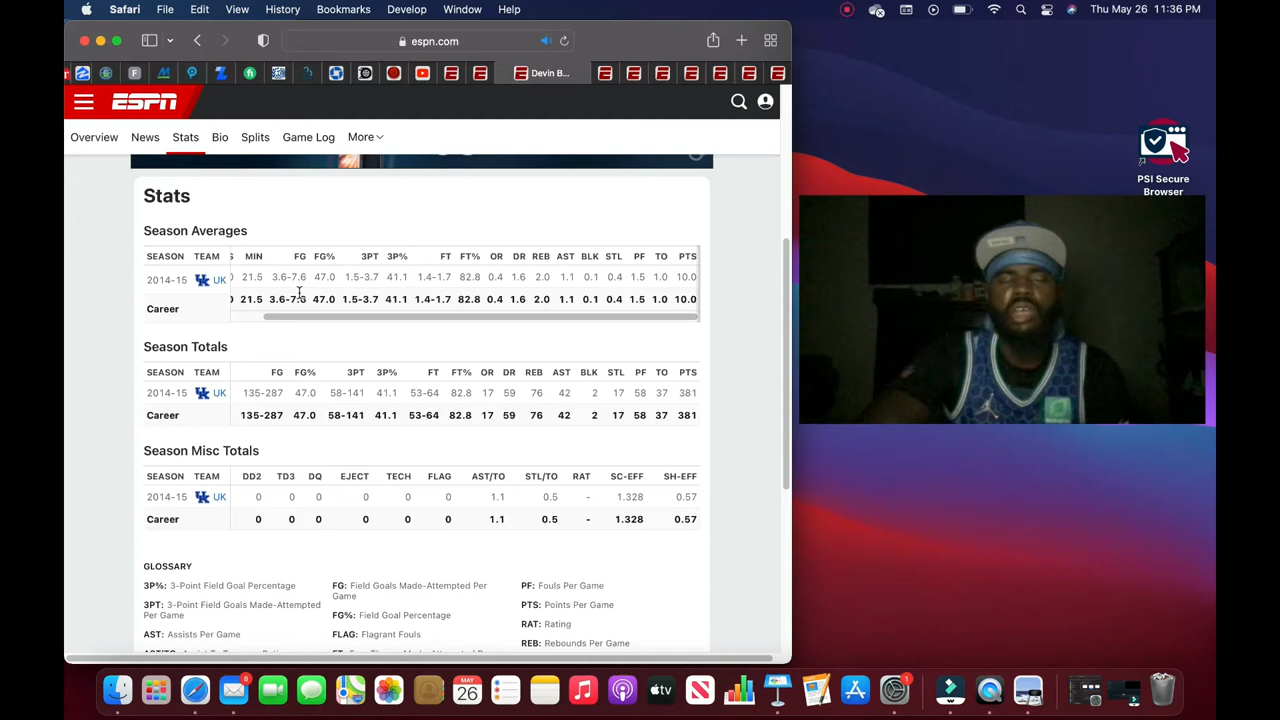 Safari File Edit View History Bookmarks Develop Window Help Thu May 26 11:36 PM
espn.com
Devin B...
ESPN
Overview News Stats Bio Splits Game Log More
Stats
Season Averages
SEASON TEAM MIN FG FG% 3PT 3P% FT FT% OR DR REB AST BLK STL PF TO PTS
2014-15 UK 21.5 3.6-7.6 47.0 1.5-3.7 41.1 1.4-1.7 82.8 0.4 1.6 2.0 1.1 0.1 0.4 1.5 1.0 10.0
Career 21.5 3.6-7.6 47.0 1.5-3.7 41.1 1.4-1.7 82.8 0.4 1.6 2.0 1.1 0.1 0.4 1.5 1.0 10.0
Season Totals
SEASON TEAM FG FG% 3PT 3P% FT FT% OR DR REB AST BLK STL PF TO PTS
2014-15 UK 135-287 47.0 58-141 41.1 53-64 82.8 17 59 76 42 2 17 58 37 381
Career 135-287 47.0 58-141 41.1 53-64 82.8 17 59 76 42 2 17 58 37 381
Season Misc Totals
SEASON TEAM DD2 TD3 DQ EJECT TECH FLAG AST/TO STL/TO RAT SC-EFF SH-EFF
2014-15 UK 0 0 0 0 0 0 1.1 0.5 - 1.328 0.57
Career 0 0 0 0 0 0 1.1 0.5 - 1.328 0.57
GLOSSARY
3P%: 3-Point Field Goal Percentage
3PT: 3-Point Field Goals Made-Attempted
Per Game
AST: Assists Per Game
FG: Field Goals Made-Attempted Per
Game
FG%: Field Goal Percentage
FLAG: Flagrant Fouls
PF: Fouls Per Game
PTS: Points Per Game
RAT: Rating
REB: Rebounds Per Game
PSI Secure
Browser
8
MAY
26
tv
1